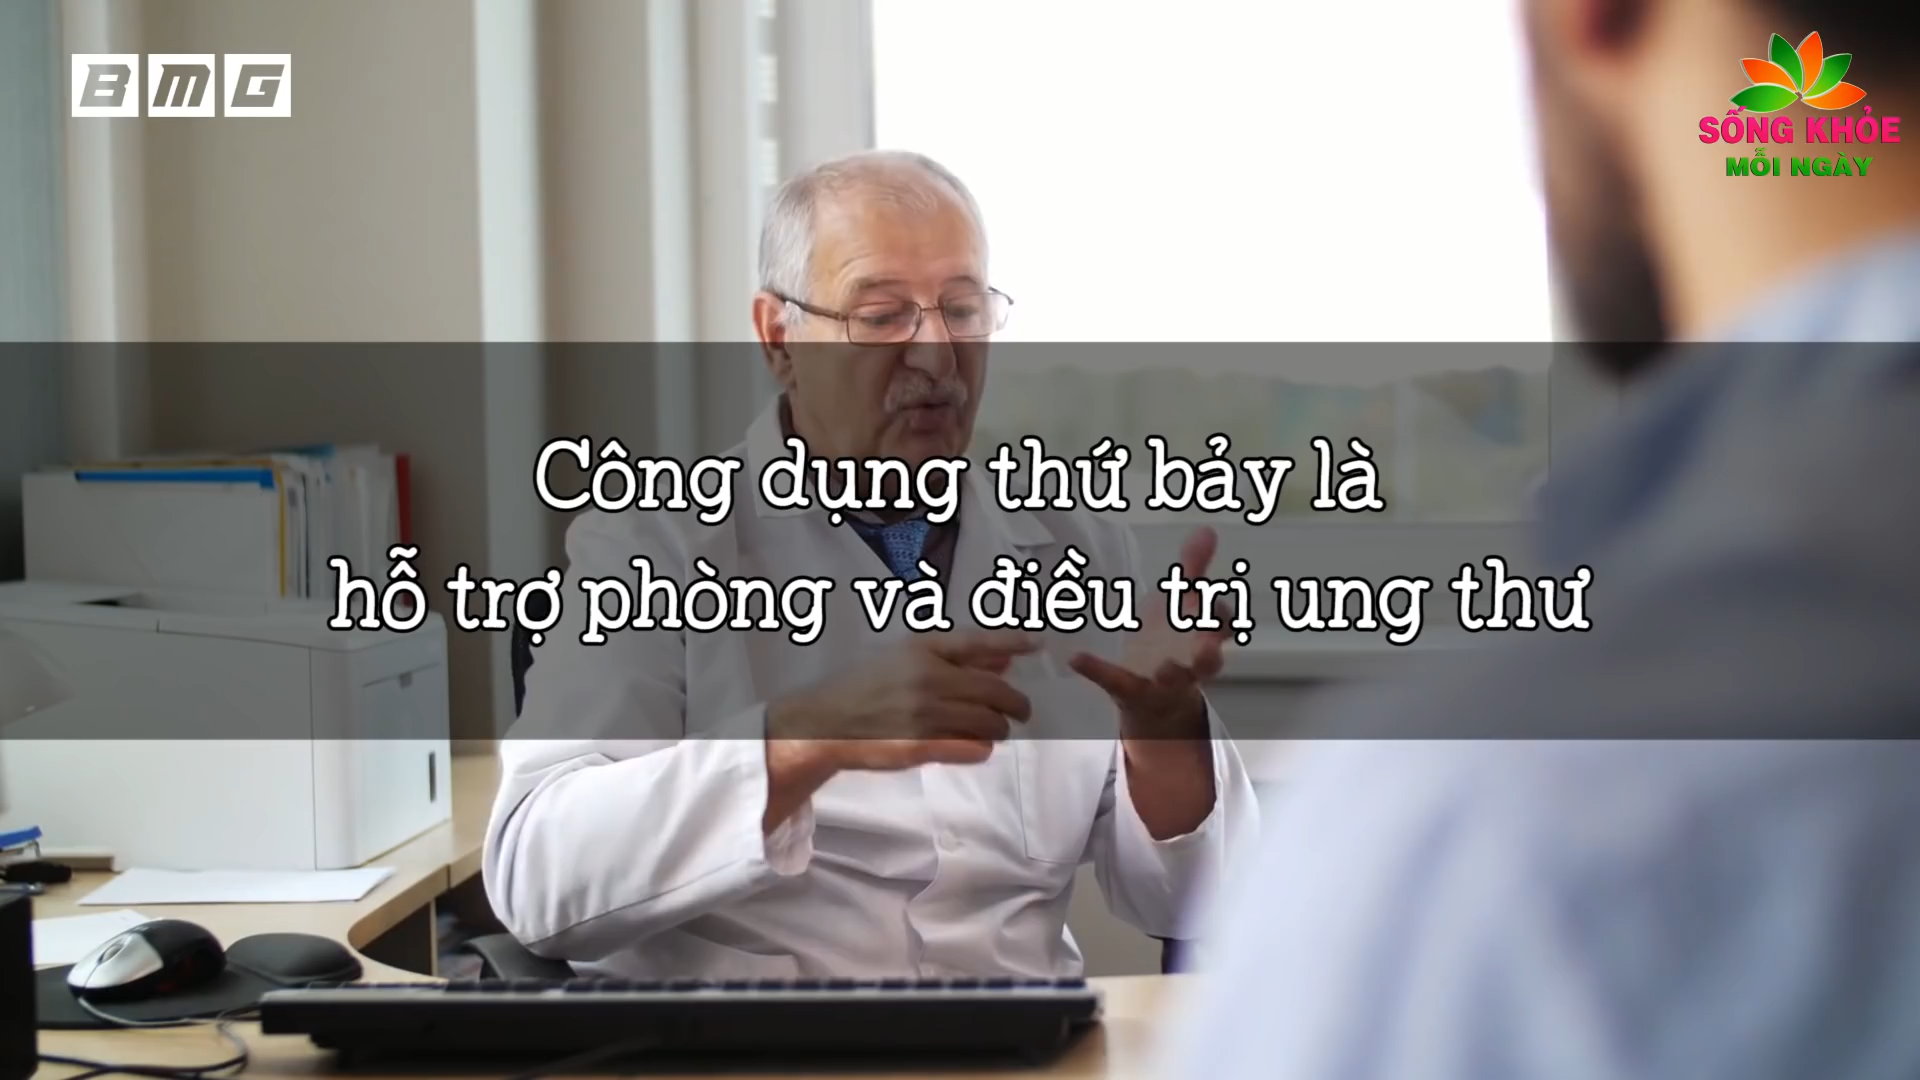 BMG
SỐNG KHỎE
MỖI NGÀY
Công dụng thứ bảy là
hỗ trợ phòng và điều trị ung thư